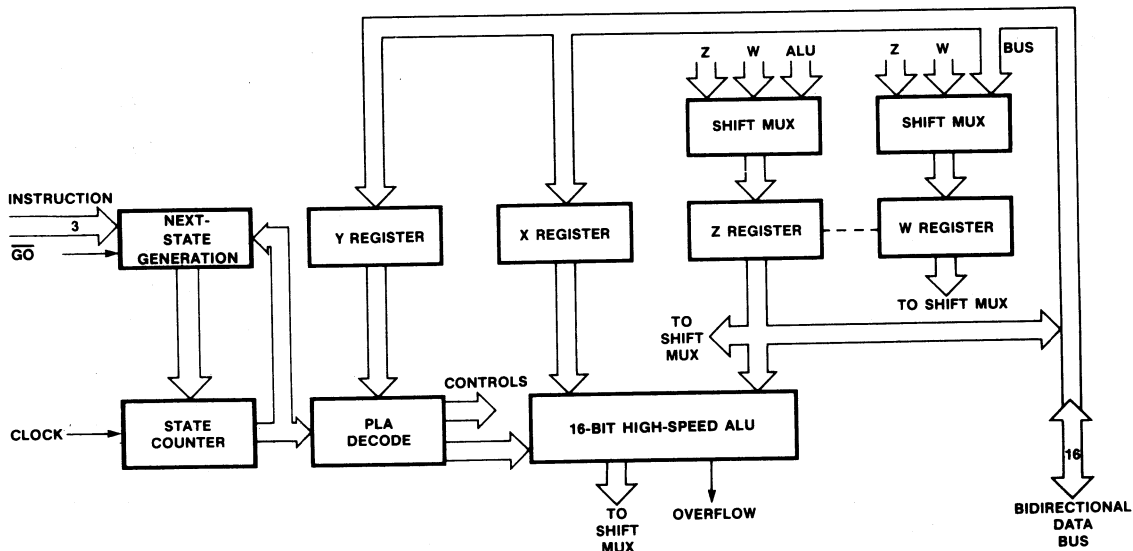 Z
W
ALU
Z
W
BUS
SHIFT MUX
SHIFT MUX
INSTRUCTION
3
GO
NEXT-
STATE
GENERATION
Y REGISTER
X REGISTER
Z REGISTER
W REGISTER
TO SHIFT MUX
TO
SHIFT
MUX
CONTROLS
CLOCK
STATE
COUNTER
PLA
DECODE
16-BIT HIGH-SPEED ALU
16
TO
SHIFT
MUX
OVERFLOW
BIDIRECTIONAL
DATA
BUS